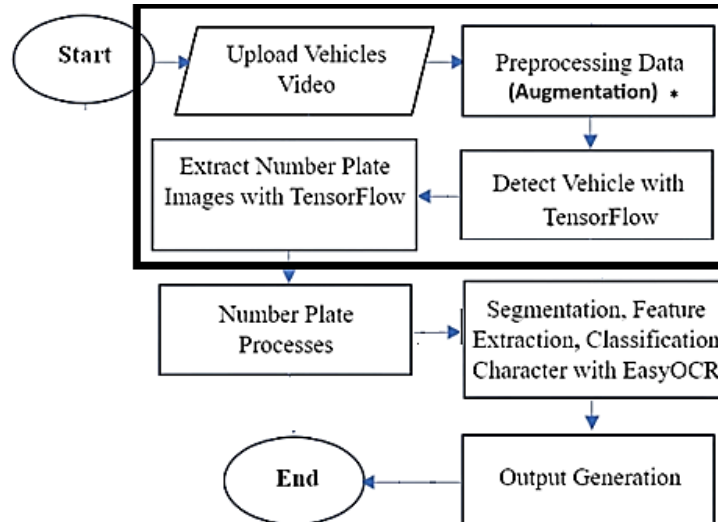 Start
Upload Vehicles
Video
Preprocessing Data
(Augmentation) *
Detect Vehicle with
TensorFlow
Extract Number Plate
Images with TensorFlow
Number Plate
Processes
Segmentation, Feature
Extraction, Classification
Character with EasyOCR
Output Generation
End